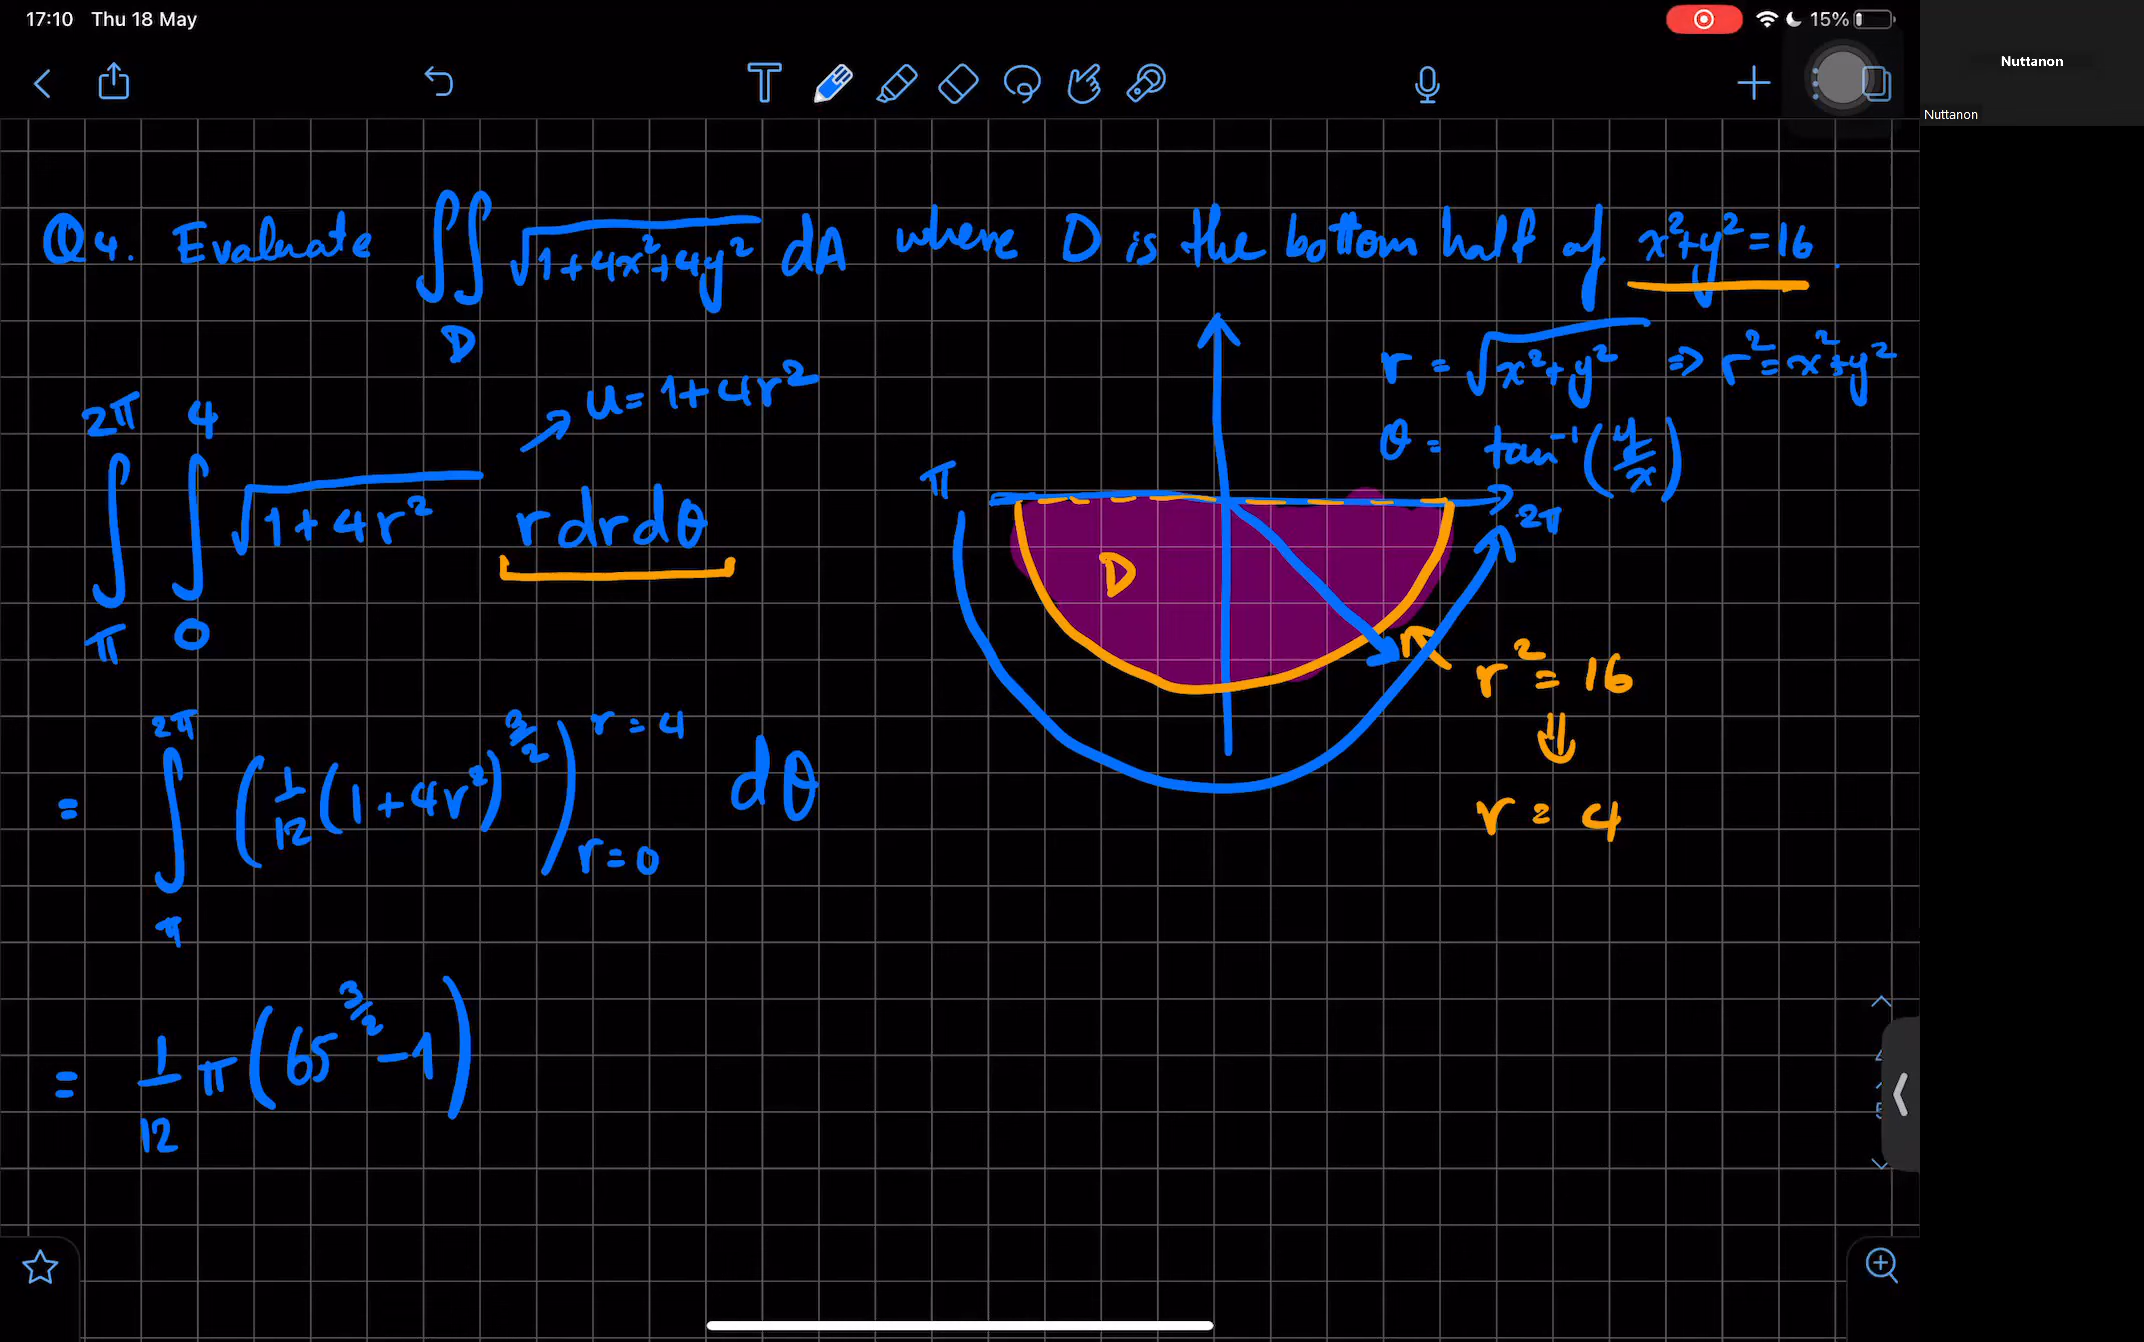 17:10 Thu 18 May
15%
Nuttanon
Nuttanon
Q4. Evaluate ∬_D √(1+4x²+4y²) dA where D is the bottom half of x²+y²=16.
r = √(x²+y²) => r² = x²+y²
θ = tan⁻¹(y/x)
u = 1+4r²
∫_π^2π ∫_0^4 √(1+4r²) r dr dθ
π
2π
D
r² = 16
⇓
r = 4
= ∫_π^2π (1/12 (1+4r²)^3/2)_r=0^r=4 dθ
= 1/12 π (65^3/2 - 1)